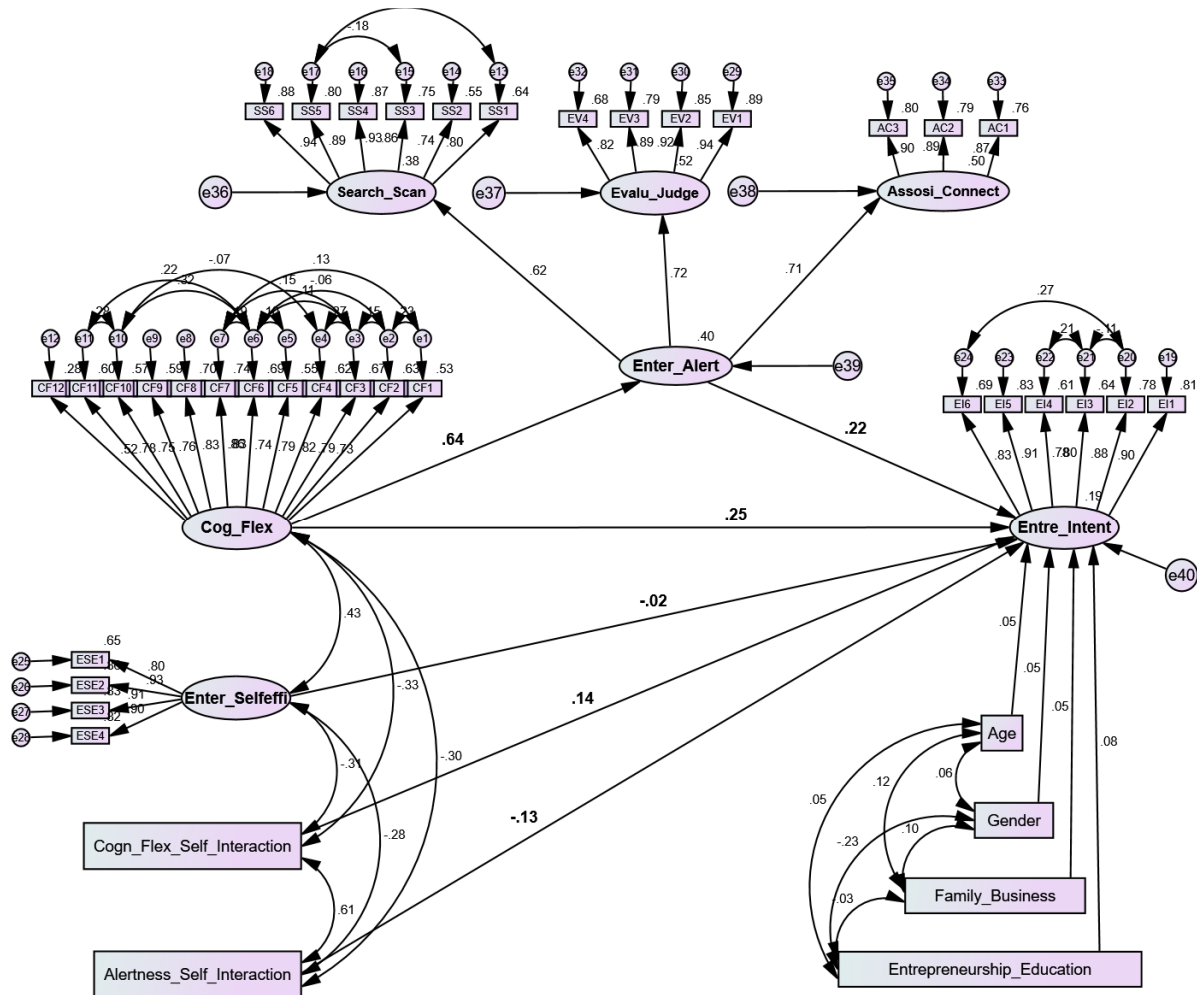 -.18
e18 e17 e16 e15 e14 e13
.88 .80 .87 .75 .55 .64
SS6 SS5 SS4 SS3 SS2 SS1
.94 .89 .93 .86 .74 .80
.38
e36
Search_Scan
e32 e31 e30 e29
.68 .79 .85 .89
EV4 EV3 EV2 EV1
.82 .89 .92 .94
.52
e37
Evalu_Judge
e35 e34 e33
.80 .79 .76
AC3 AC2 AC1
.90 .89 .87
.50
e38
Assosi_Connect
.62
.72
.71
.22 .32 -.07 .15 -.06 .13
e12 e11 e10 e9 e8 e7 e6 e5 e4 e3 e2 e1
.28 .60 .57 .59 .70 .74 .69 .55 .62 .67 .63 .53
CF12 CF11 CF10 CF9 CF8 CF7 CF6 CF5 CF4 CF3 CF2 CF1
.52 .78 .75 .76 .83 .83 .74 .79 .82 .79 .73
Cog_Flex
.40
Enter_Alert
e39
.27
.21 -.11
e24 e23 e22 e21 e20 e19
.69 .83 .61 .64 .78 .81
EI6 EI5 EI4 EI3 EI2 EI1
.83 .91 .78 .80 .88 .90
.19
Entre_Intent
e40
.64
.22
.25
-.02
.14
-.13
.43
-.33
-.30
.65
e25 ESE1 .80
e26 ESE2 .93
e27 ESE3 .91
e28 ESE4 .90
.82
Enter_Selfeffi
-.31
-.28
Cogn_Flex_Self_Interaction
.61
Alertness_Self_Interaction
.05
.05
.05
.08
Age
.06
.12
.05
Gender
.10
-.23
Family_Business
-.03
Entrepreneurship_Education